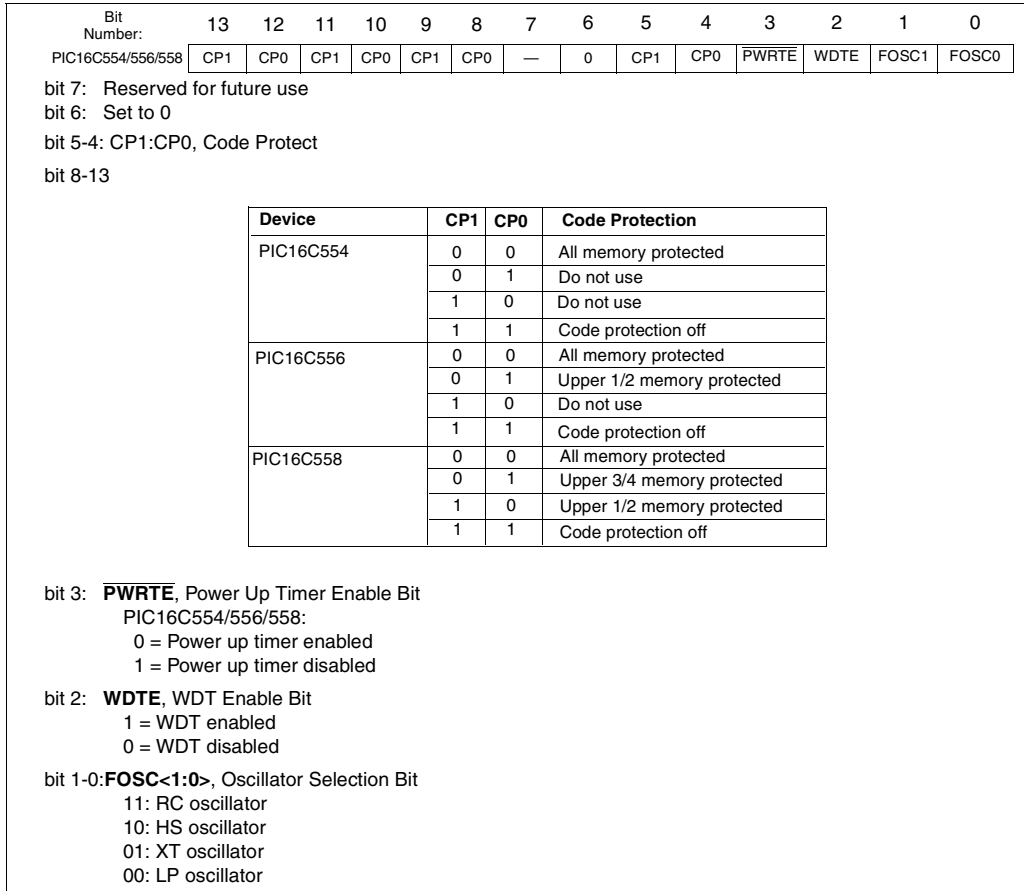 Bit Number: 13 12 11 10 9 8 7 6 5 4 3 2 1 0
PIC16C554/556/558 CP1 CP0 CP1 CP0 CP1 CP0 — 0 CP1 CP0 PWRTE WDTE FOSC1 FOSC0
bit 7: Reserved for future use
bit 6: Set to 0
bit 5-4: CP1:CP0, Code Protect
bit 8-13
Device CP1 CP0 Code Protection
PIC16C554 0 0 All memory protected
0 1 Do not use
1 0 Do not use
1 1 Code protection off
PIC16C556 0 0 All memory protected
0 1 Upper 1/2 memory protected
1 0 Do not use
1 1 Code protection off
PIC16C558 0 0 All memory protected
0 1 Upper 3/4 memory protected
1 0 Upper 1/2 memory protected
1 1 Code protection off
bit 3: PWRTE, Power Up Timer Enable Bit
PIC16C554/556/558:
0 = Power up timer enabled
1 = Power up timer disabled
bit 2: WDTE, WDT Enable Bit
1 = WDT enabled
0 = WDT disabled
bit 1-0:FOSC<1:0>, Oscillator Selection Bit
11: RC oscillator
10: HS oscillator
01: XT oscillator
00: LP oscillator